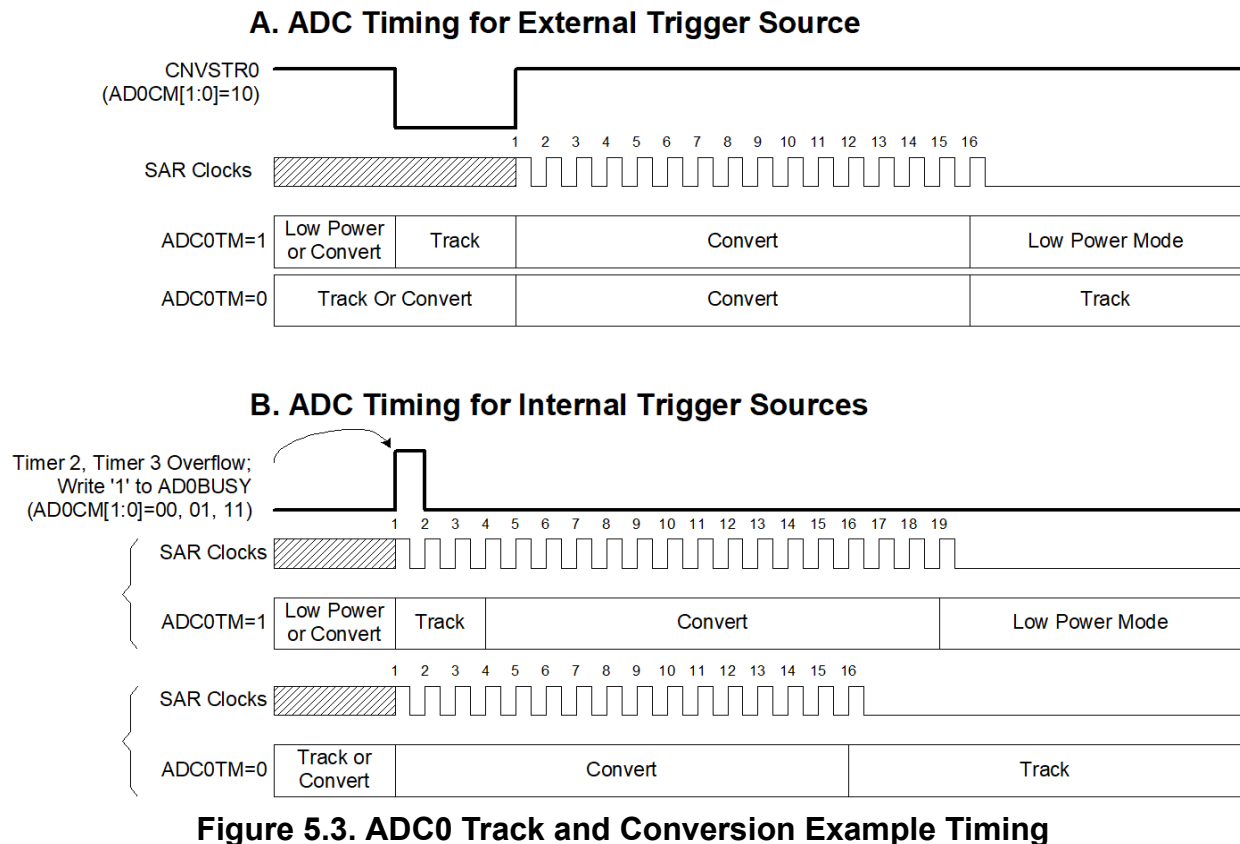 A. ADC Timing for External Trigger Source
CNVSTR0
(AD0CM[1:0]=10)
1 2 3 4 5 6 7 8 9 10 11 12 13 14 15 16
SAR Clocks
ADC0TM=1
Low Power
or Convert
Track
Convert
Low Power Mode
ADC0TM=0
Track Or Convert
Convert
Track
B. ADC Timing for Internal Trigger Sources
Timer 2, Timer 3 Overflow;
Write '1' to AD0BUSY
(AD0CM[1:0]=00, 01, 11)
1 2 3 4 5 6 7 8 9 10 11 12 13 14 15 16 17 18 19
SAR Clocks
ADC0TM=1
Low Power
or Convert
Track
Convert
Low Power Mode
1 2 3 4 5 6 7 8 9 10 11 12 13 14 15 16
SAR Clocks
ADC0TM=0
Track or
Convert
Convert
Track
Figure 5.3. ADC0 Track and Conversion Example Timing